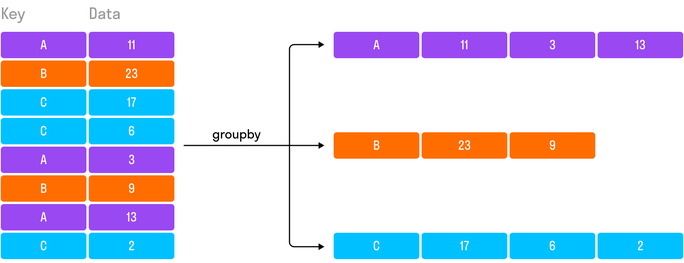 Key Data
A 11
B 23
C 17
C 6
A 3
B 9
A 13
C 2
groupby
A 11 3 13
B 23 9
C 17 6 2